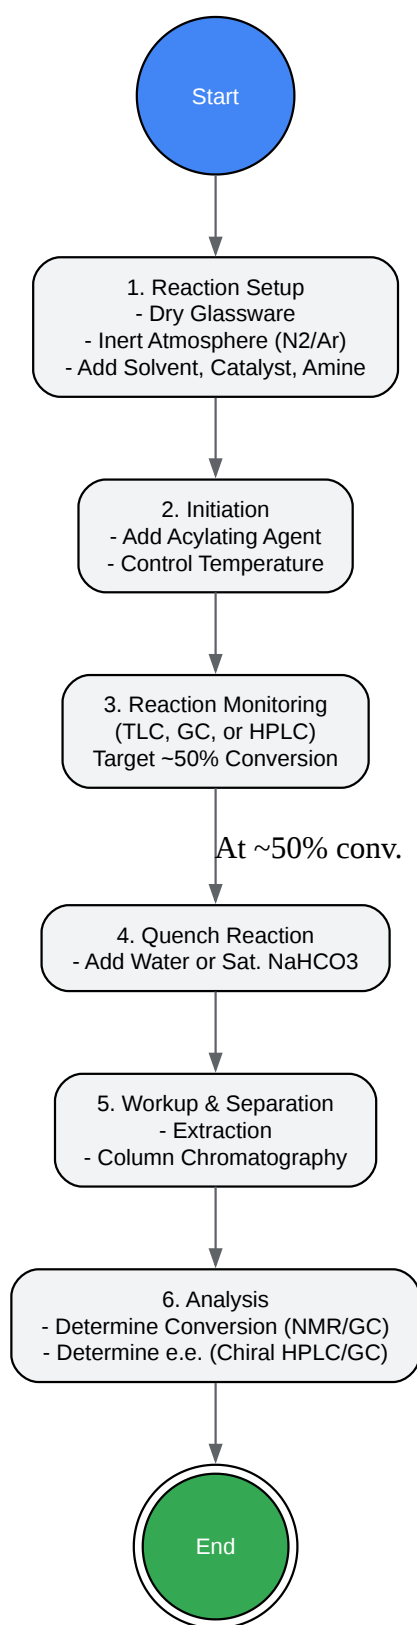 Start
1. Reaction Setup
- Dry Glassware
- Inert Atmosphere (N2/Ar)
- Add Solvent, Catalyst, Amine
2. Initiation
- Add Acylating Agent
- Control Temperature
3. Reaction Monitoring
(TLC, GC, or HPLC)
Target ~50% Conversion
At ~50% conv.
4. Quench Reaction
- Add Water or Sat. NaHCO3
5. Workup & Separation
- Extraction
- Column Chromatography
6. Analysis
- Determine Conversion (NMR/GC)
- Determine e.e. (Chiral HPLC/GC)
End